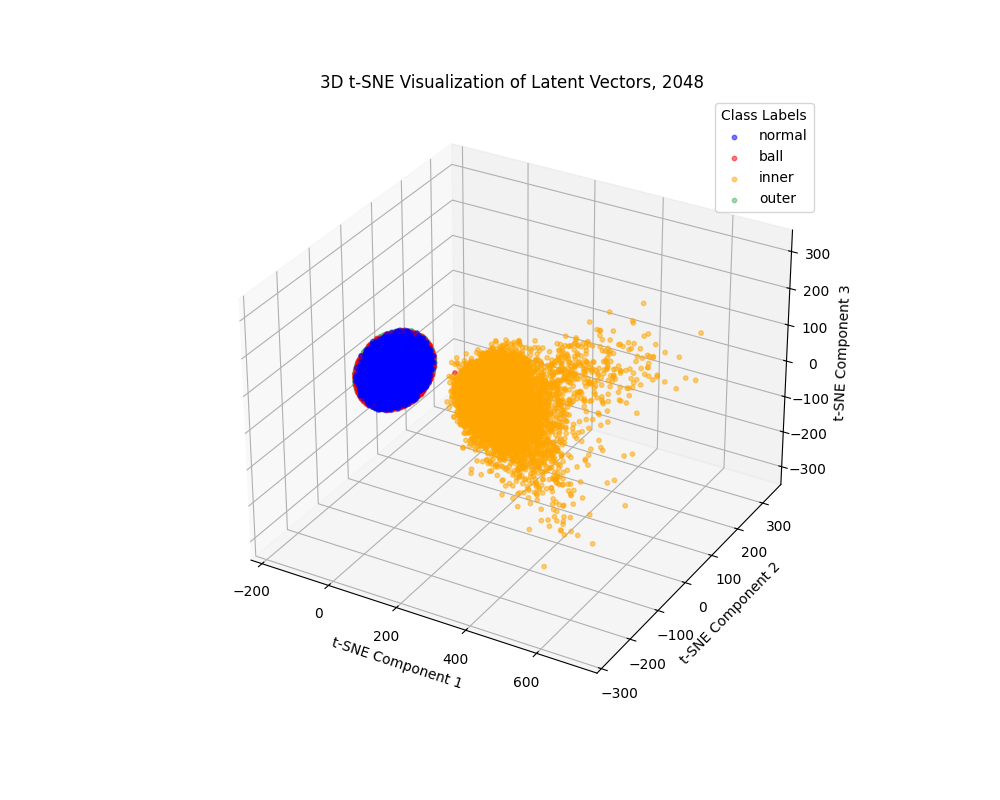 3D t-SNE Visualization of Latent Vectors, 2048
Class Labels
normal
ball
inner
outer
300
200
100
0
−100
−200
−300
t-SNE Component 3
−200
0
200
400
600
t-SNE Component 1
−300
−200
−100
0
100
200
300
t-SNE Component 2